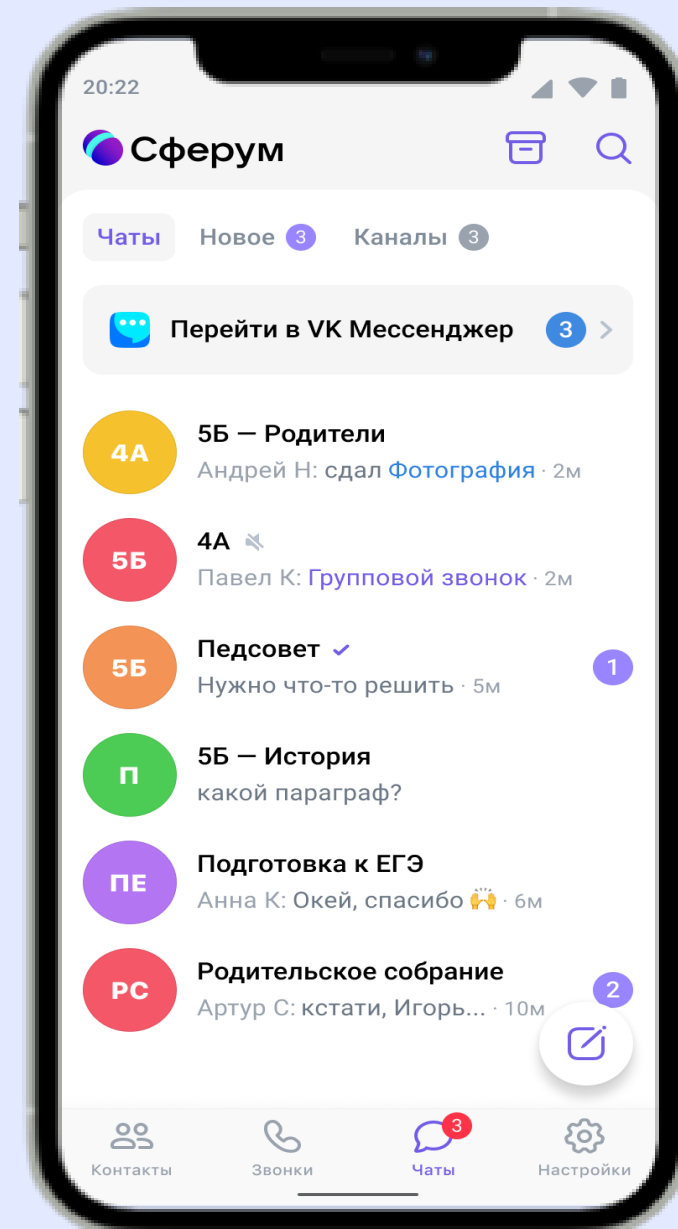 20:22
Сферум
Чаты Новое 3 Каналы 3
Перейти в VK Мессенджер 3
4А 5Б — Родители
Андрей Н: сдал Фотография · 2м
5Б 4А
Павел К: Групповой звонок · 2м
5Б Педсовет
Нужно что-то решить · 5м 1
П 5Б — История
какой параграф?
ПЕ Подготовка к ЕГЭ
Анна К: Окей, спасибо 🙌 · 6м
РС Родительское собрание
Артур С: кстати, Игорь... · 10м 2
3
Контакты Звонки Чаты Настройки